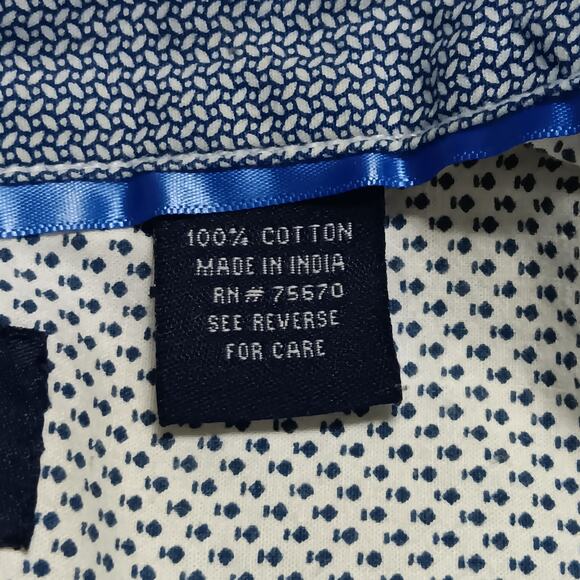 100% COTTON
MADE IN INDIA
RN# 75670
SEE REVERSE
FOR CARE